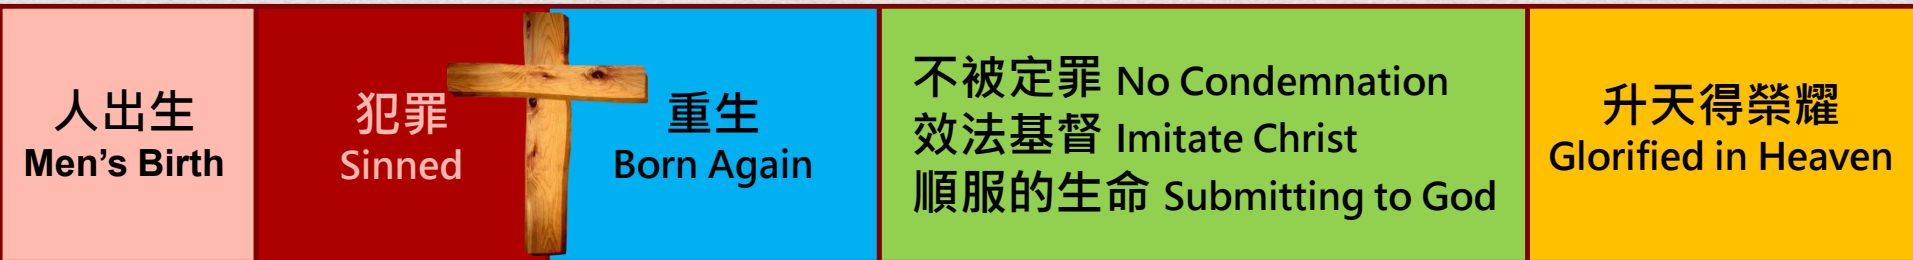 人出生
Men's Birth
犯罪
Sinned
重生
Born Again
不被定罪 No Condemnation
效法基督 Imitate Christ
順服的生命 Submitting to God
升天得榮耀
Glorified in Heaven